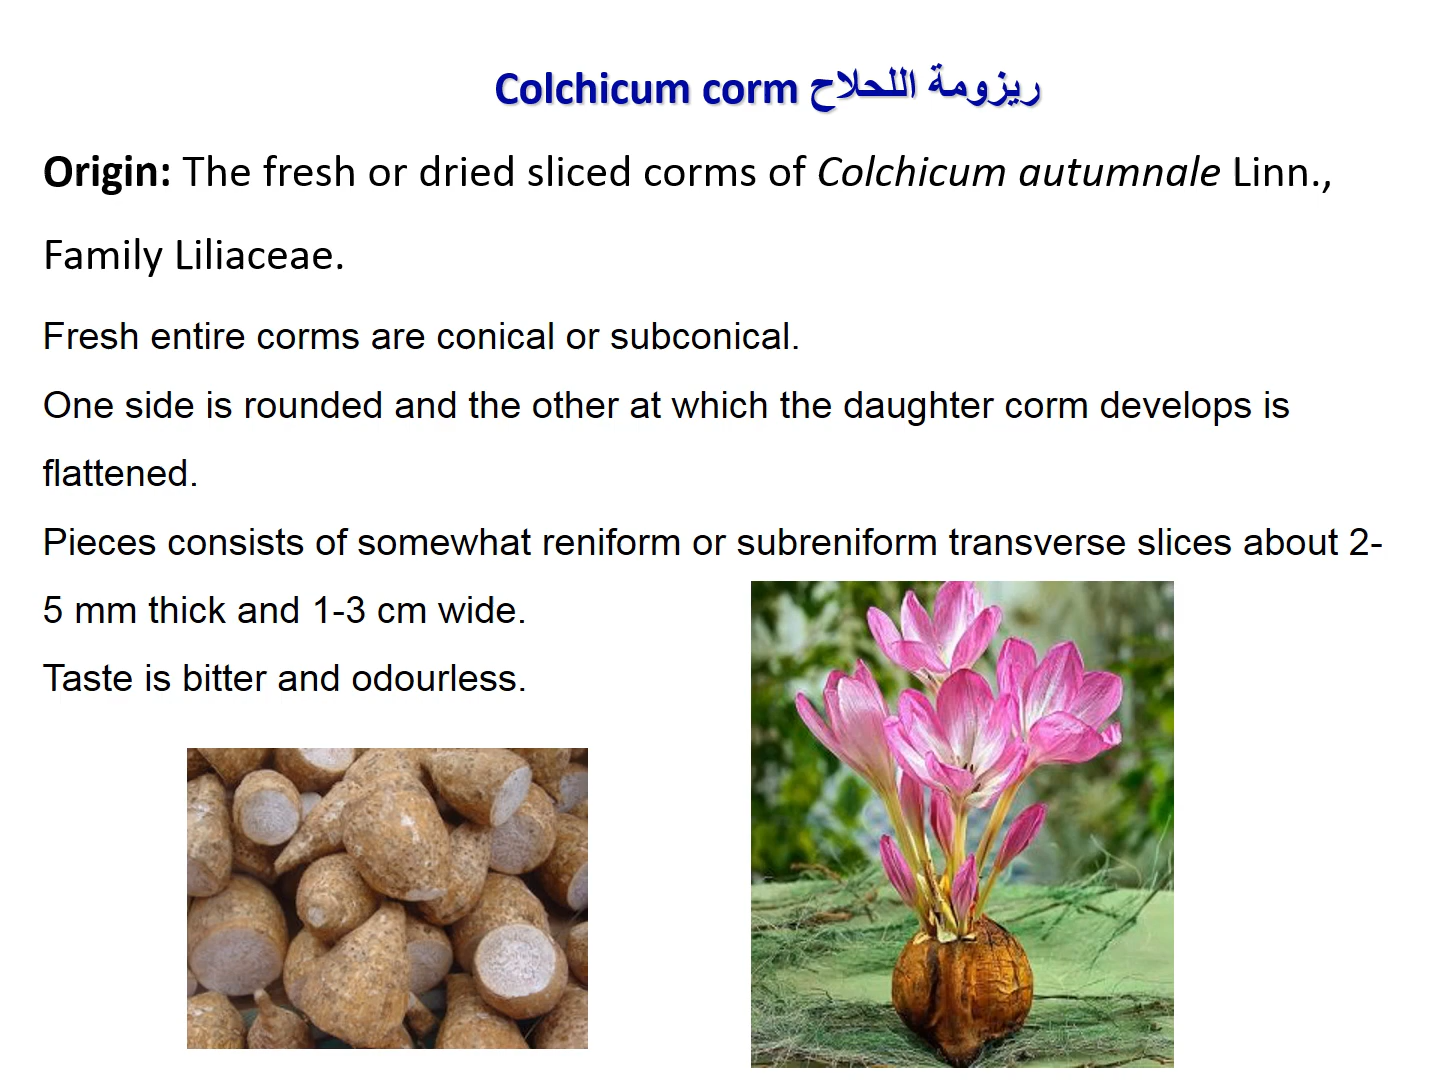 Colchicum corm ريزومة اللحلاح
Origin: The fresh or dried sliced corms of Colchicum autumnale Linn.,
Family Liliaceae.
Fresh entire corms are conical or subconical.
One side is rounded and the other at which the daughter corm develops is
flattened.
Pieces consists of somewhat reniform or subreniform transverse slices about 2-
5 mm thick and 1-3 cm wide.
Taste is bitter and odourless.